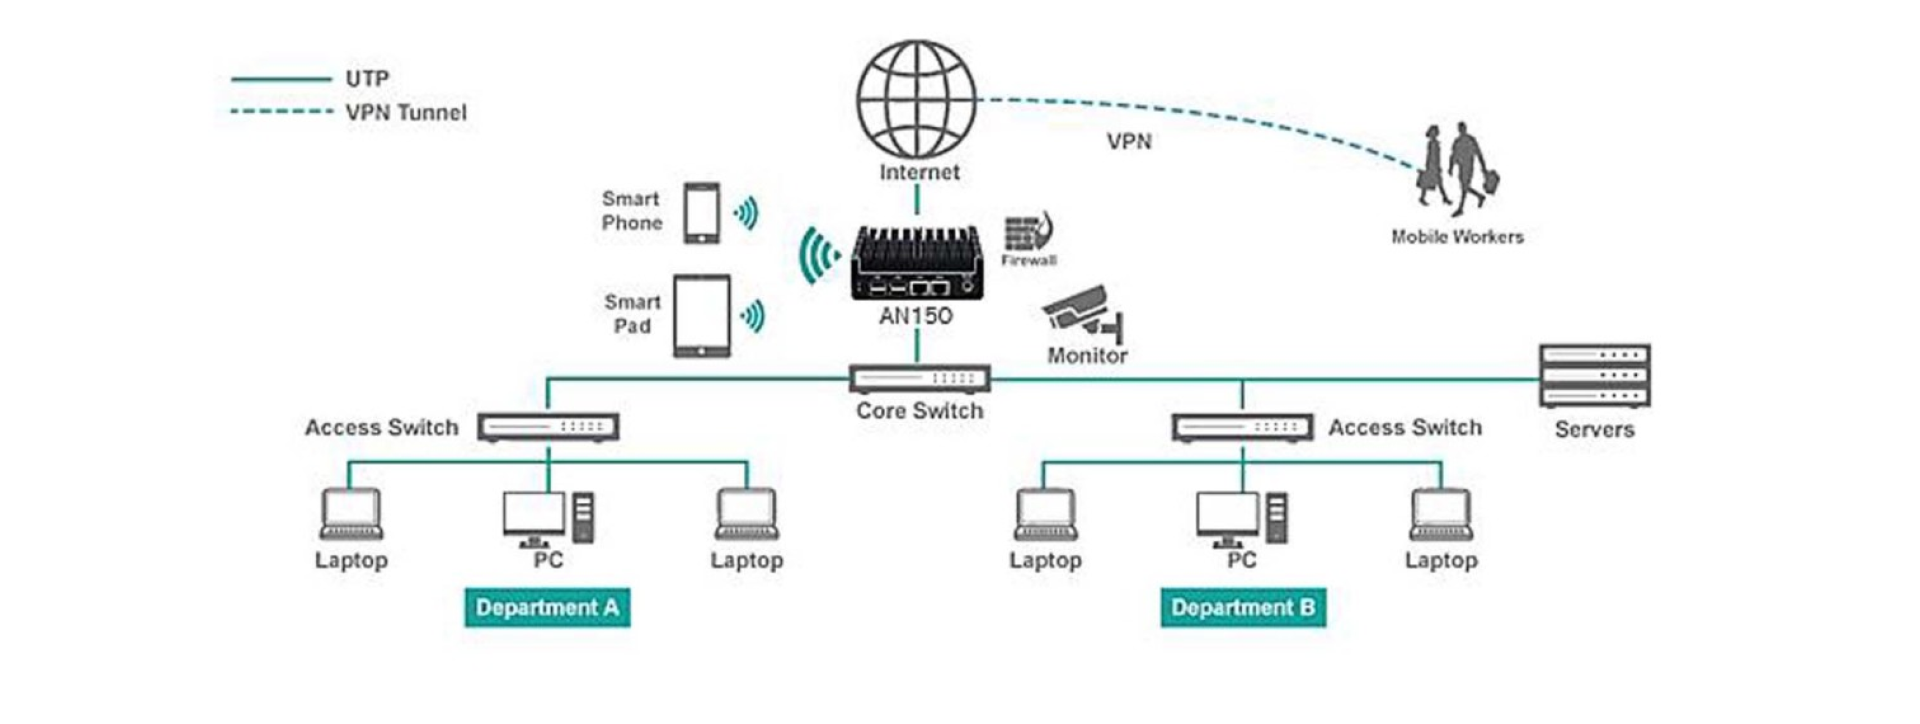 UTP
VPN Tunnel
VPN
Internet
Smart
Phone
Firewall
Mobile Workers
Smart
Pad
AN150
Monitor
Core Switch
Access Switch
Access Switch
Servers
Laptop
PC
Laptop
Laptop
PC
Laptop
Department A
Department B